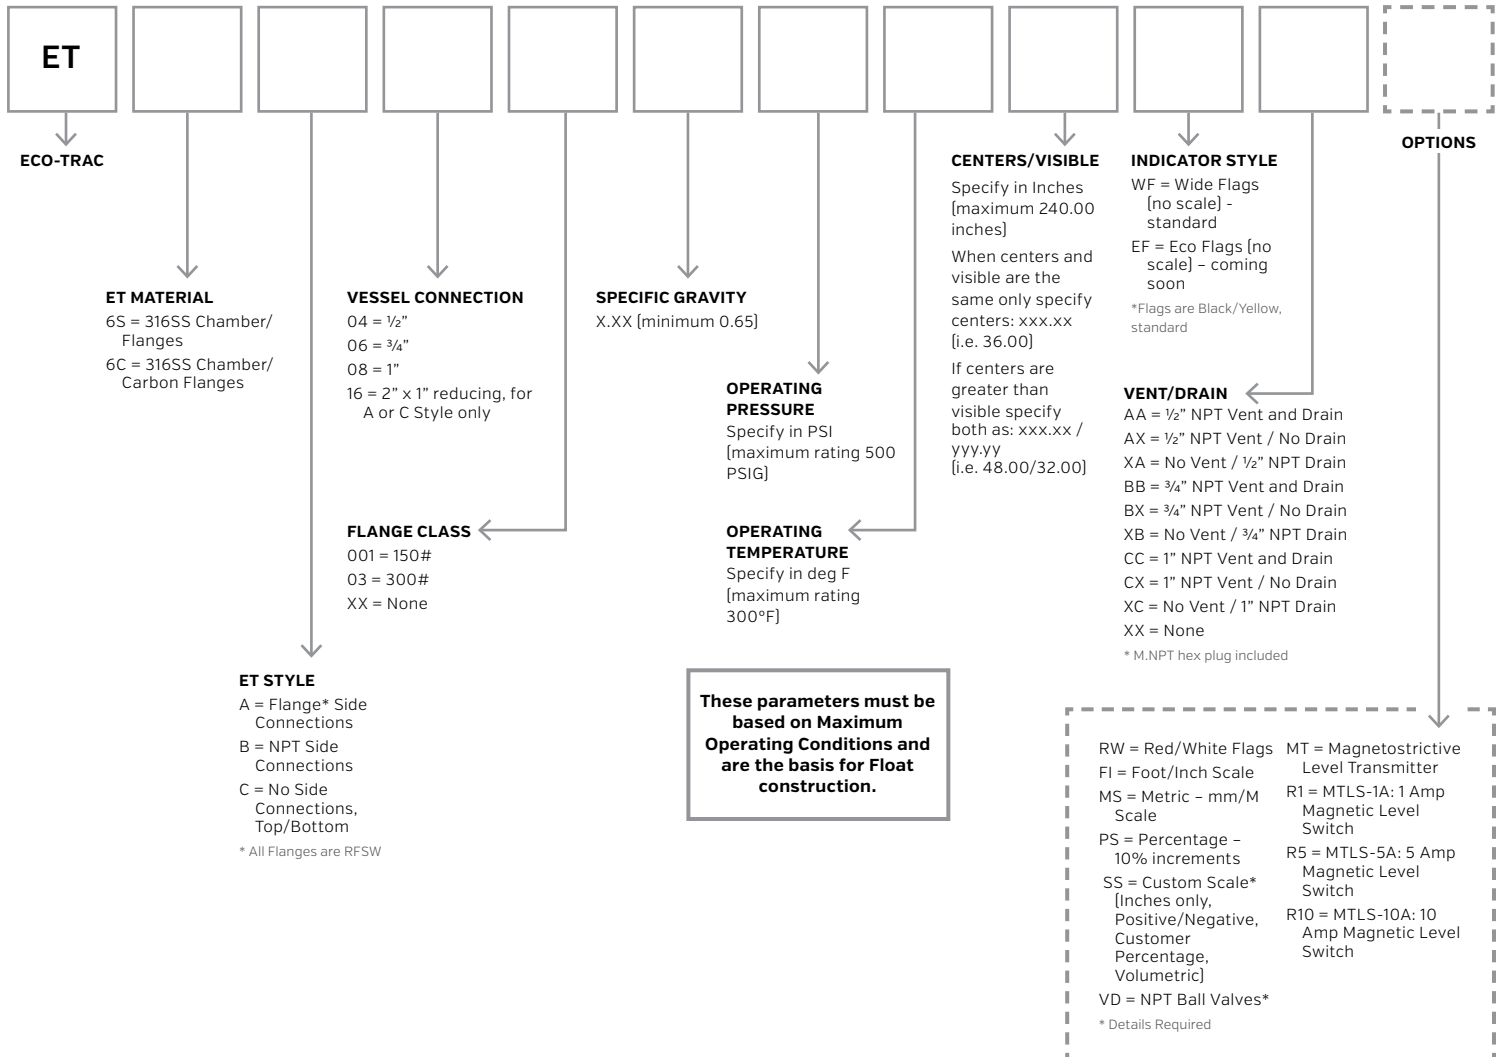 ET
ECO-TRAC
ET MATERIAL
6S = 316SS Chamber/
Flanges
6C = 316SS Chamber/
Carbon Flanges
ET STYLE
A = Flange* Side
Connections
B = NPT Side
Connections
C = No Side
Connections,
Top/Bottom
* All Flanges are RFSW
VESSEL CONNECTION
04 = ½”
06 = ¾”
08 = 1”
16 = 2” x 1” reducing, for
A or C Style only
FLANGE CLASS
001 = 150#
03 = 300#
XX = None
SPECIFIC GRAVITY
X.XX (minimum 0.65)
OPERATING
PRESSURE
Specify in PSI
(maximum rating 500
PSIG)
OPERATING
TEMPERATURE
Specify in deg F
(maximum rating
300°F)
These parameters must be
based on Maximum
Operating Conditions and
are the basis for Float
construction.
CENTERS/VISIBLE
Specify in Inches
(maximum 240.00
inches)
When centers and
visible are the
same only specify
centers: xxx.xx
(i.e. 36.00)
If centers are
greater than
visible specify
both as: xxx.xx /
yyy.yy
(i.e. 48.00/32.00)
INDICATOR STYLE
WF = Wide Flags
(no scale) -
standard
EF = Eco Flags (no
scale) – coming
soon
*Flags are Black/Yellow,
standard
VENT/DRAIN
AA = ½” NPT Vent and Drain
AX = ½” NPT Vent / No Drain
XA = No Vent / ½” NPT Drain
BB = ¾” NPT Vent and Drain
BX = ¾” NPT Vent / No Drain
XB = No Vent / ¾” NPT Drain
CC = 1” NPT Vent and Drain
CX = 1” NPT Vent / No Drain
XC = No Vent / 1” NPT Drain
XX = None
* M.NPT hex plug included
OPTIONS
RW = Red/White Flags
FI = Foot/Inch Scale
MS = Metric – mm/M
Scale
PS = Percentage –
10% increments
SS = Custom Scale*
(Inches only,
Positive/Negative,
Customer
Percentage,
Volumetric)
VD = NPT Ball Valves*
* Details Required
MT = Magnetostrictive
Level Transmitter
R1 = MTLS-1A: 1 Amp
Magnetic Level
Switch
R5 = MTLS-5A: 5 Amp
Magnetic Level
Switch
R10 = MTLS-10A: 10
Amp Magnetic Level
Switch